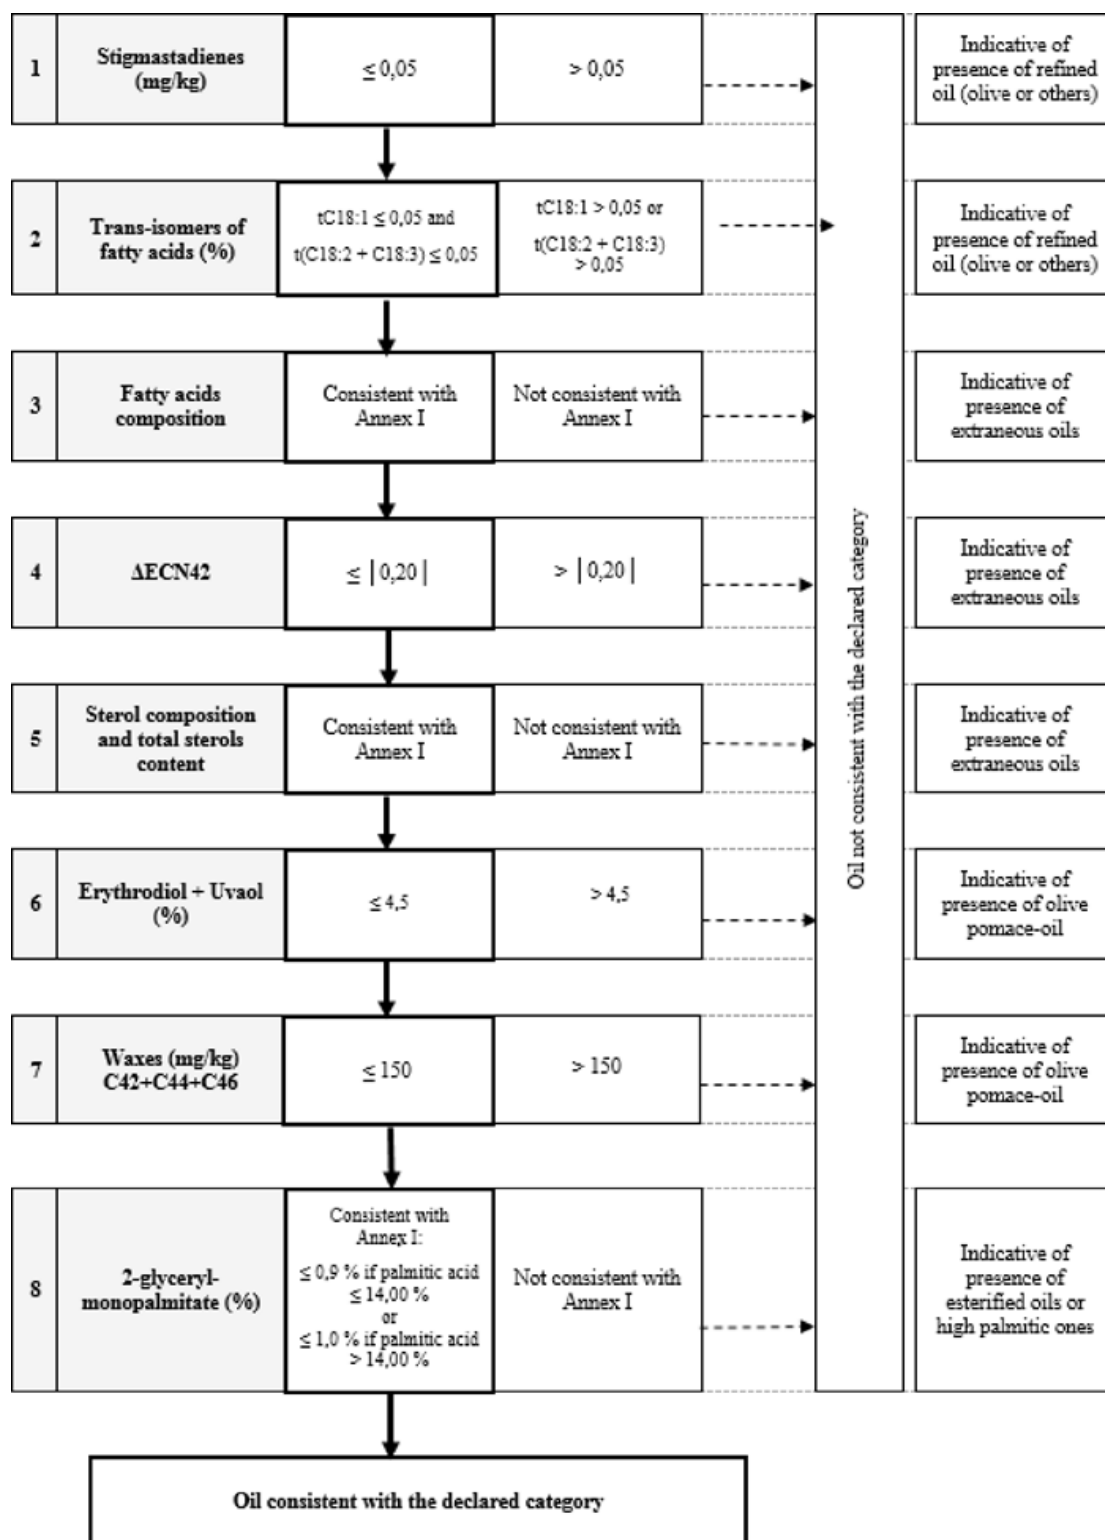 1
Stigmastadienes
(mg/kg)
≤ 0,05
> 0,05
Indicative of
presence of refined
oil (olive or others)
2
Trans-isomers of
fatty acids (%)
tC18:1 ≤ 0,05 and
t(C18:2 + C18:3) ≤ 0,05
tC18:1 > 0,05 or
t(C18:2 + C18:3)
> 0,05
Indicative of
presence of refined
oil (olive or others)
3
Fatty acids
composition
Consistent with
Annex I
Not consistent with
Annex I
Indicative of
presence of
extraneous oils
4
ΔECN42
≤ | 0,20 |
> | 0,20 |
Indicative of
presence of
extraneous oils
5
Sterol composition
and total sterols
content
Consistent with
Annex I
Not consistent with
Annex I
Indicative of
presence of
extraneous oils
6
Erythrodiol + Uvaol
(%)
≤ 4,5
> 4,5
Indicative of
presence of olive
pomace-oil
7
Waxes (mg/kg)
C42+C44+C46
≤ 150
> 150
Indicative of
presence of olive
pomace-oil
8
2-glyceryl-
monopalmitate (%)
Consistent with
Annex I:
≤ 0,9 % if palmitic acid
≤ 14,00 %
or
≤ 1,0 % if palmitic acid
> 14,00 %
Not consistent with
Annex I
Indicative of
presence of
esterified oils or
high palmitic ones
Oil not consistent with the declared category
Oil consistent with the declared category